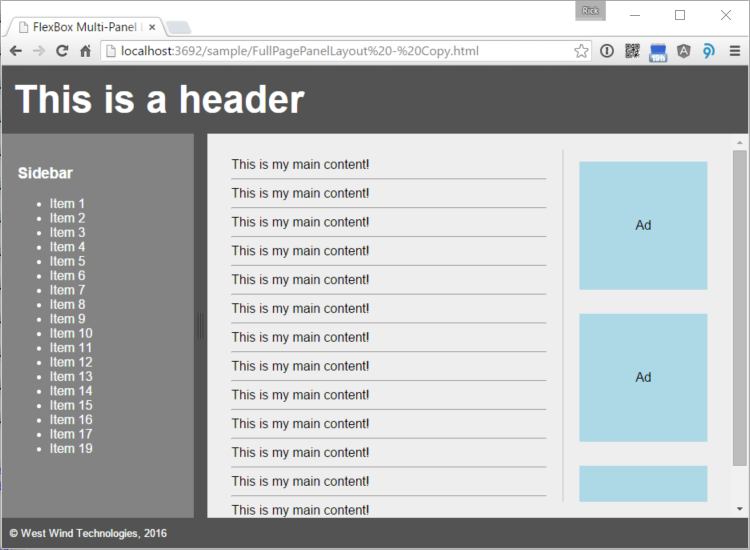 Rick
FlexBox Multi-Panel
localhost:3692/sample/FullPagePanelLayout%20-%20Copy.html
This is a header
Sidebar
Item 1
Item 2
Item 3
Item 4
Item 5
Item 6
Item 7
Item 8
Item 9
Item 10
Item 11
Item 12
Item 13
Item 14
Item 15
Item 16
Item 17
Item 19
This is my main content!
This is my main content!
This is my main content!
This is my main content!
This is my main content!
This is my main content!
This is my main content!
This is my main content!
This is my main content!
This is my main content!
This is my main content!
This is my main content!
This is my main content!
Ad
Ad
© West Wind Technologies, 2016